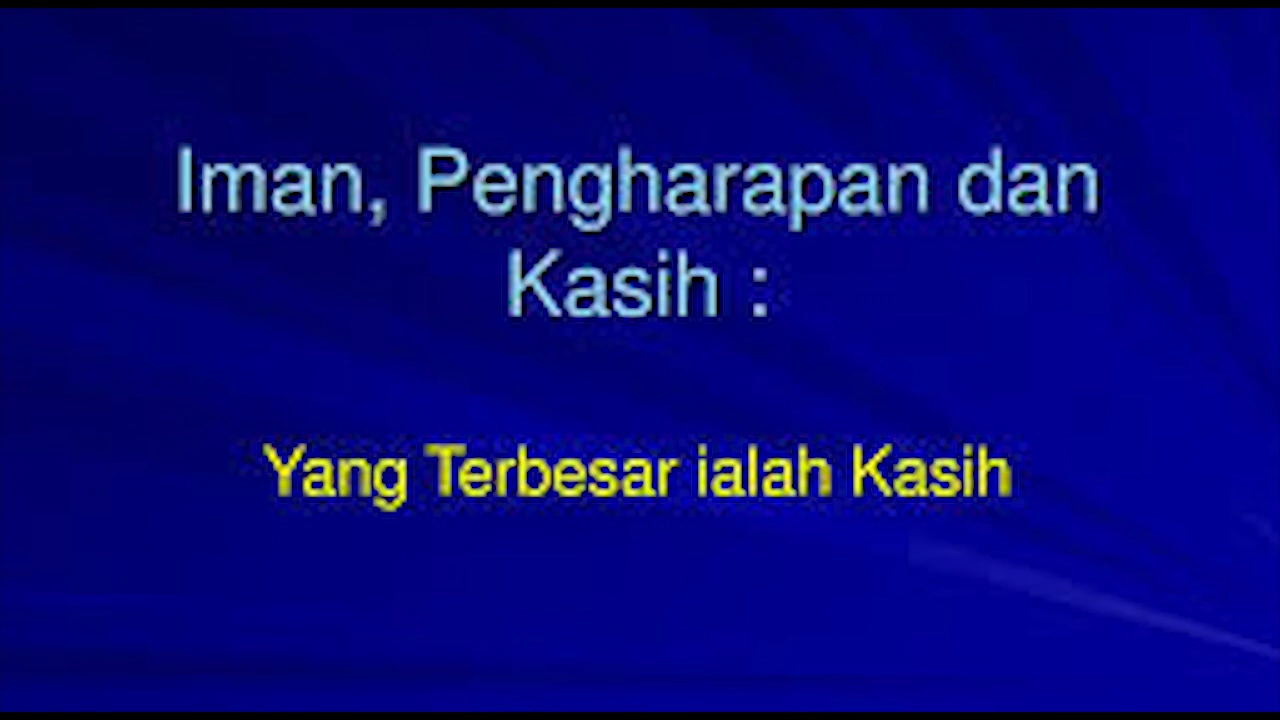 Iman, Pengharapan dan
Kasih :
Yang Terbesar ialah Kasih